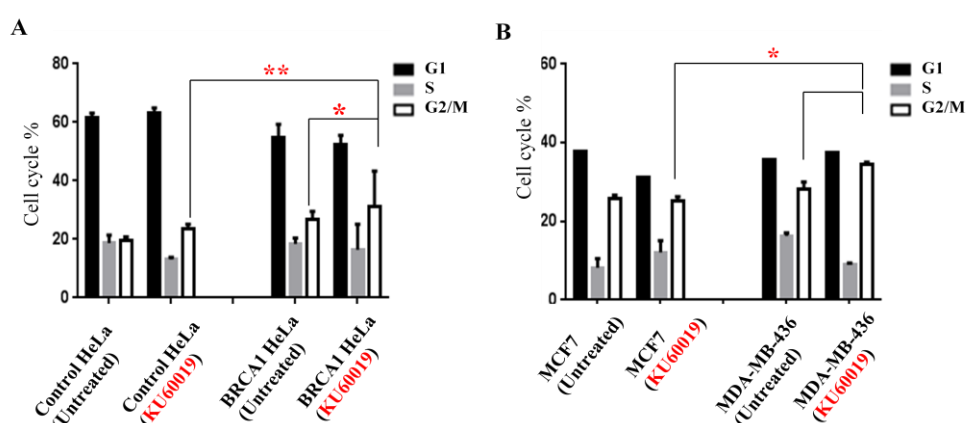 A
G1
S
G2/M
**
*
Cell cycle %
80
60
40
20
0
Control HeLa
(Untreated)
Control HeLa
(KU60019)
BRCA1 HeLa
(Untreated)
BRCA1 HeLa
(KU60019)
B
G1
S
G2/M
*
Cell cycle %
60
40
20
0
MCF7
(Untreated)
MCF7
(KU60019)
MDA-MB-436
(Untreated)
MDA-MB-436
(KU60019)